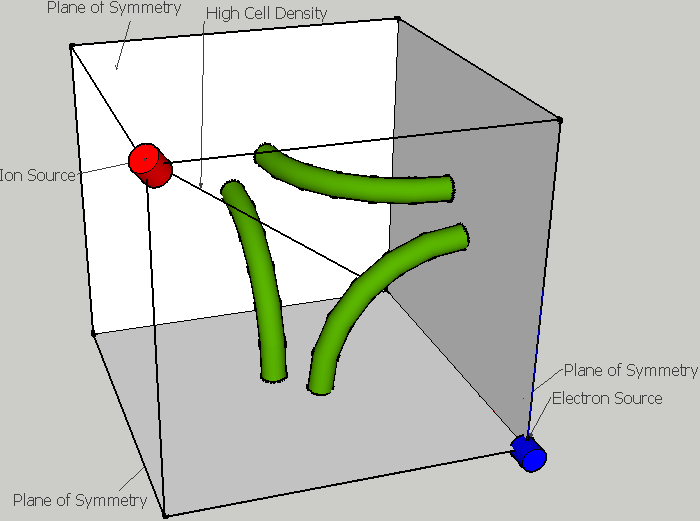 Plane of Symmetry
High Cell Density
Ion Source
Plane of Symmetry
Electron Source
Plane of Symmetry